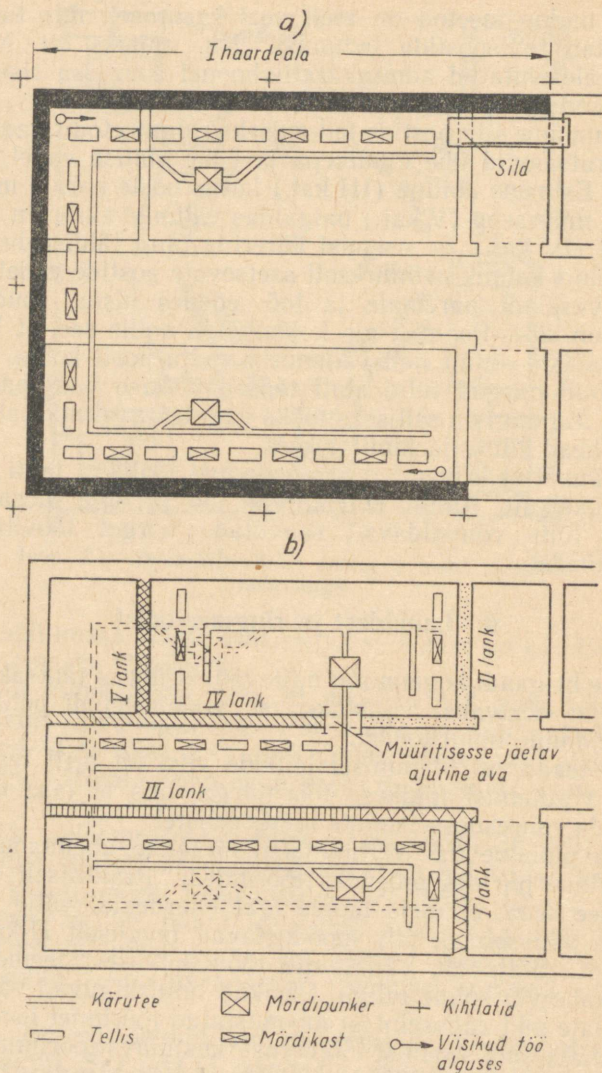 a)
I haardeala
Sild
b)
V lank
IV lank
II lank
Müüritisesse jäetav
ajutine ava
III lank
I lank
Kärutee
Mördipunker
Kihtlatid
Tellis
Mördikast
Viisikud töö
alguses